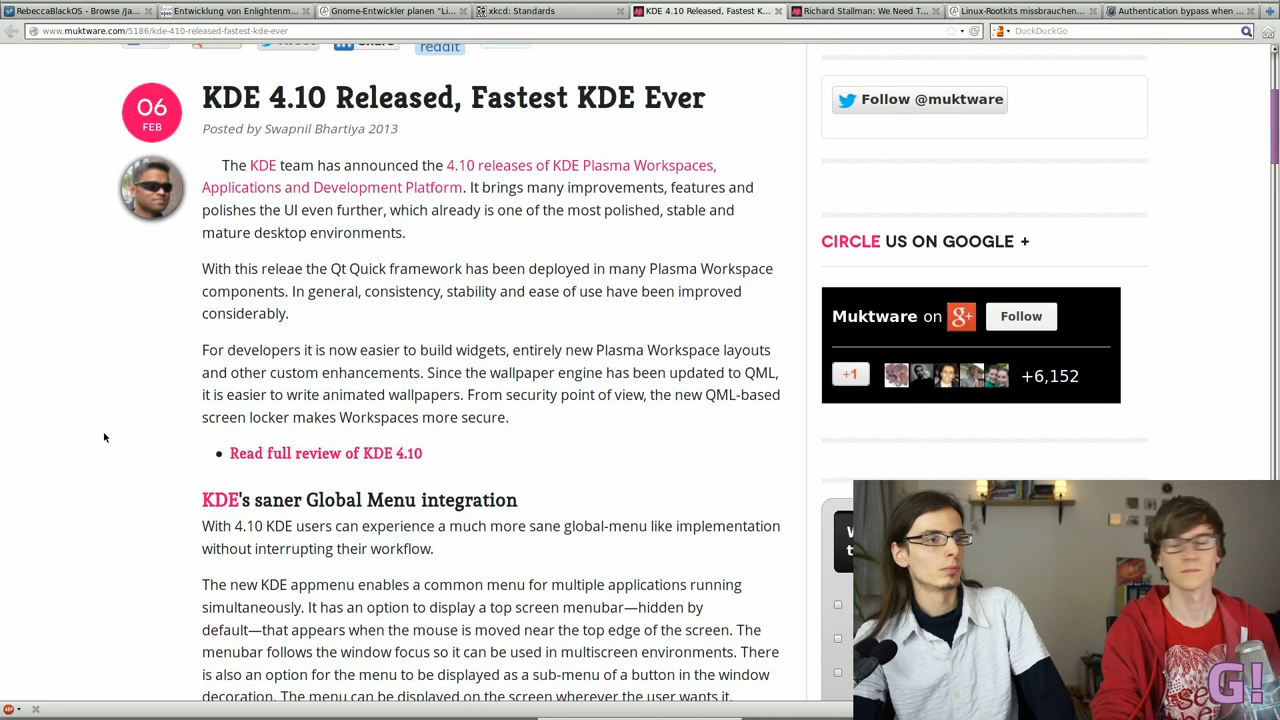 RebeccaBlackOS - Browse /Ja...
Entwicklung von Enlightenm...
Gnome-Entwickler planen "Li...
xkcd: Standards
KDE 4.10 Released, Fastest K...
Richard Stallman: We Need T...
Linux-Rootkits missbrauchen...
Authentication bypass when ...
www.muktware.com/5186/kde-410-released-fastest-kde-ever
DuckDuckGo
Share
reddit
06
FEB
KDE 4.10 Released, Fastest KDE Ever
Posted by Swapnil Bhartiya 2013
The KDE team has announced the 4.10 releases of KDE Plasma Workspaces,
Applications and Development Platform. It brings many improvements, features and
polishes the UI even further, which already is one of the most polished, stable and
mature desktop environments.
With this releae the Qt Quick framework has been deployed in many Plasma Workspace
components. In general, consistency, stability and ease of use have been improved
considerably.
For developers it is now easier to build widgets, entirely new Plasma Workspace layouts
and other custom enhancements. Since the wallpaper engine has been updated to QML,
it is easier to write animated wallpapers. From security point of view, the new QML-based
screen locker makes Workspaces more secure.
• Read full review of KDE 4.10
KDE's saner Global Menu integration
With 4.10 KDE users can experience a much more sane global-menu like implementation
without interrupting their workflow.
The new KDE appmenu enables a common menu for multiple applications running
simultaneously. It has an option to display a top screen menubar—hidden by
default—that appears when the mouse is moved near the top edge of the screen. The
menubar follows the window focus so it can be used in multiscreen environments. There
is also an option for the menu to be displayed as a sub-menu of a button in the window
decoration. The menu can be displayed on the screen wherever the user wants it.
Follow @muktware
CIRCLE US ON GOOGLE +
Muktware on g+ Follow
+1
+6,152
G!